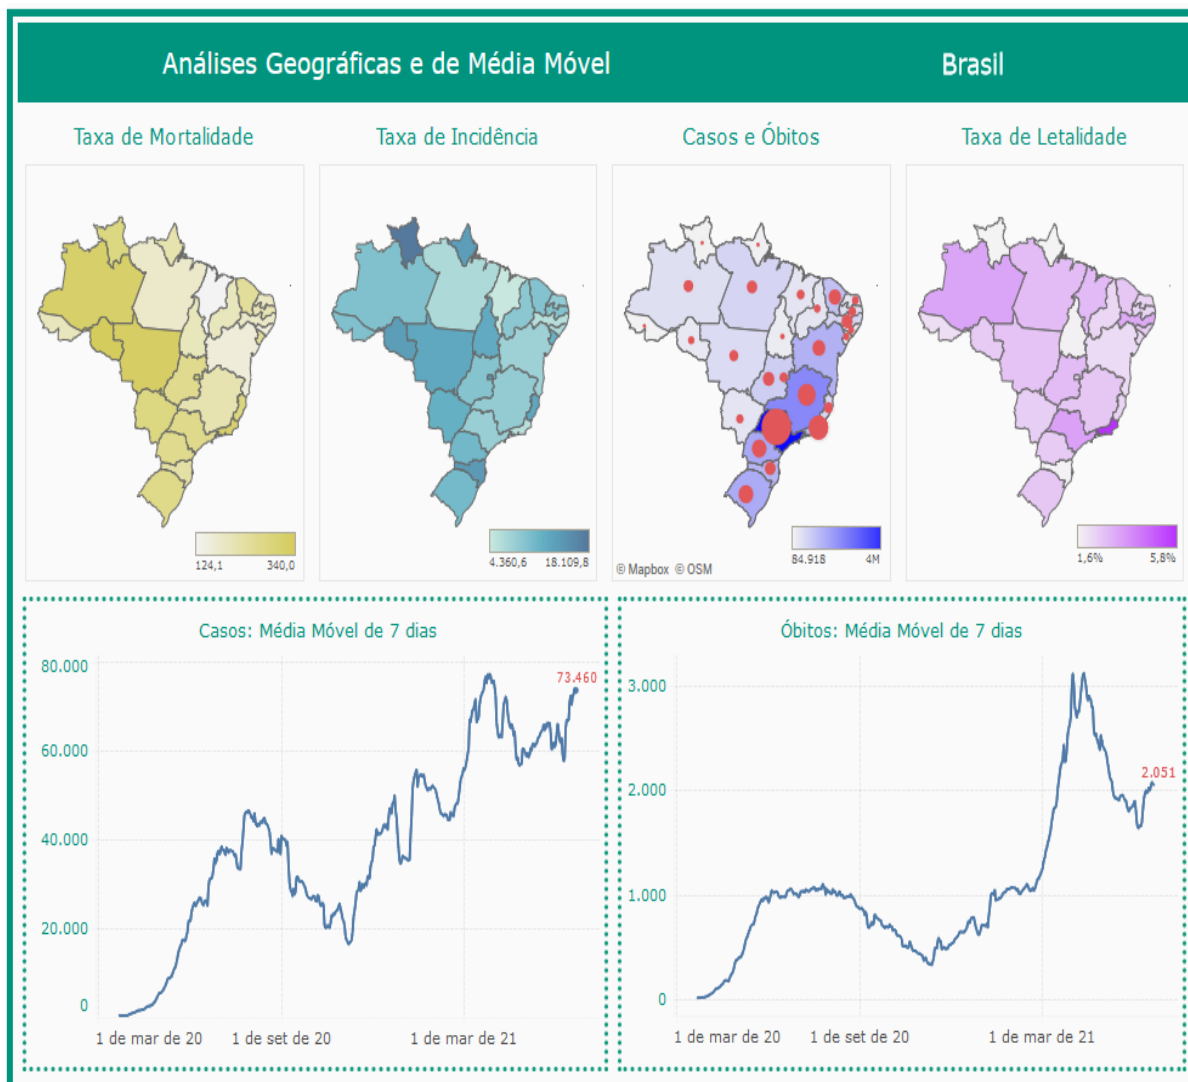 Análises Geográficas e de Média Móvel
Brasil
Taxa de Mortalidade
Taxa de Incidência
Casos e Óbitos
Taxa de Letalidade
124,1
340,0
4.360,6
18.109,8
© Mapbox © OSM
84.918
4M
1,6%
5,8%
Casos: Média Móvel de 7 dias
80.000
60.000
40.000
20.000
0
73.460
1 de mar de 20
1 de set de 20
1 de mar de 21
Óbitos: Média Móvel de 7 dias
3.000
2.000
1.000
0
2.051
1 de mar de 20
1 de set de 20
1 de mar de 21